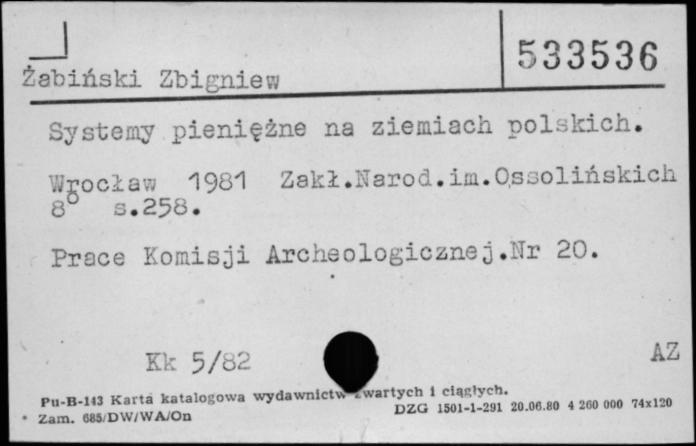 533536
Żabiński Zbigniew
Systemy pieniężne na ziemiach polskich.
Wrocław 1981 Zakł.Narod.im.Ossolińskich
8° s.258.
Prace Komisji Archeologicznej.Nr 20.
Kk 5/82 AZ
Pu-B-143 Karta katalogowa wydawnictw zwartych i ciągłych.
Zam. 685/DW/WA/On DZG 1501-1-291 20.06.80 4 260 000 74x120